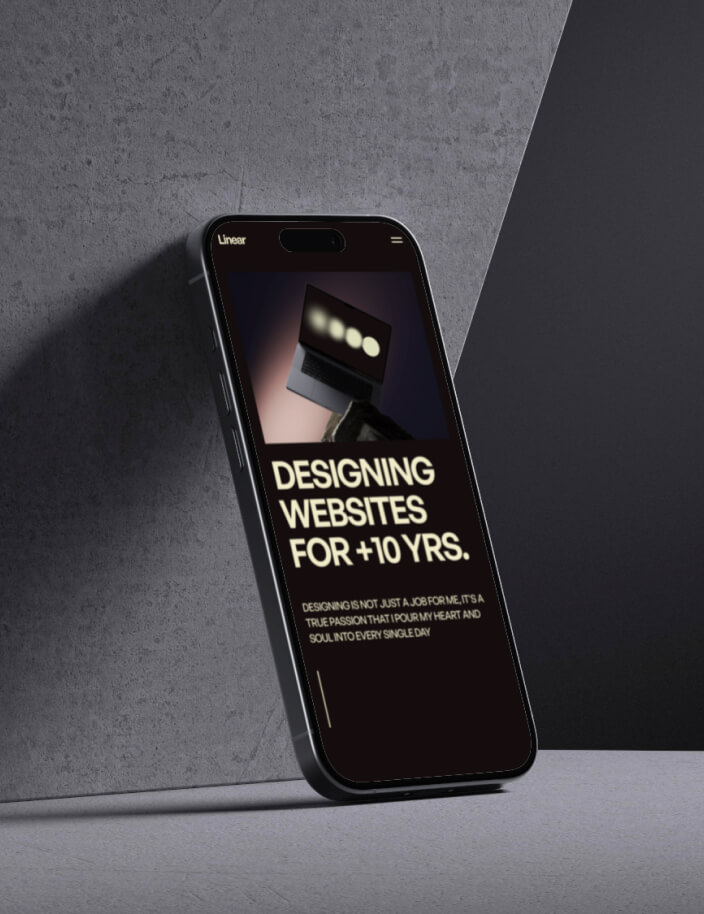 Linear
DESIGNING
WEBSITES
FOR +10 YRS.
DESIGNING IS NOT JUST A JOB FOR ME, IT'S A
TRUE PASSION THAT I POUR MY HEART AND
SOUL INTO EVERY SINGLE DAY